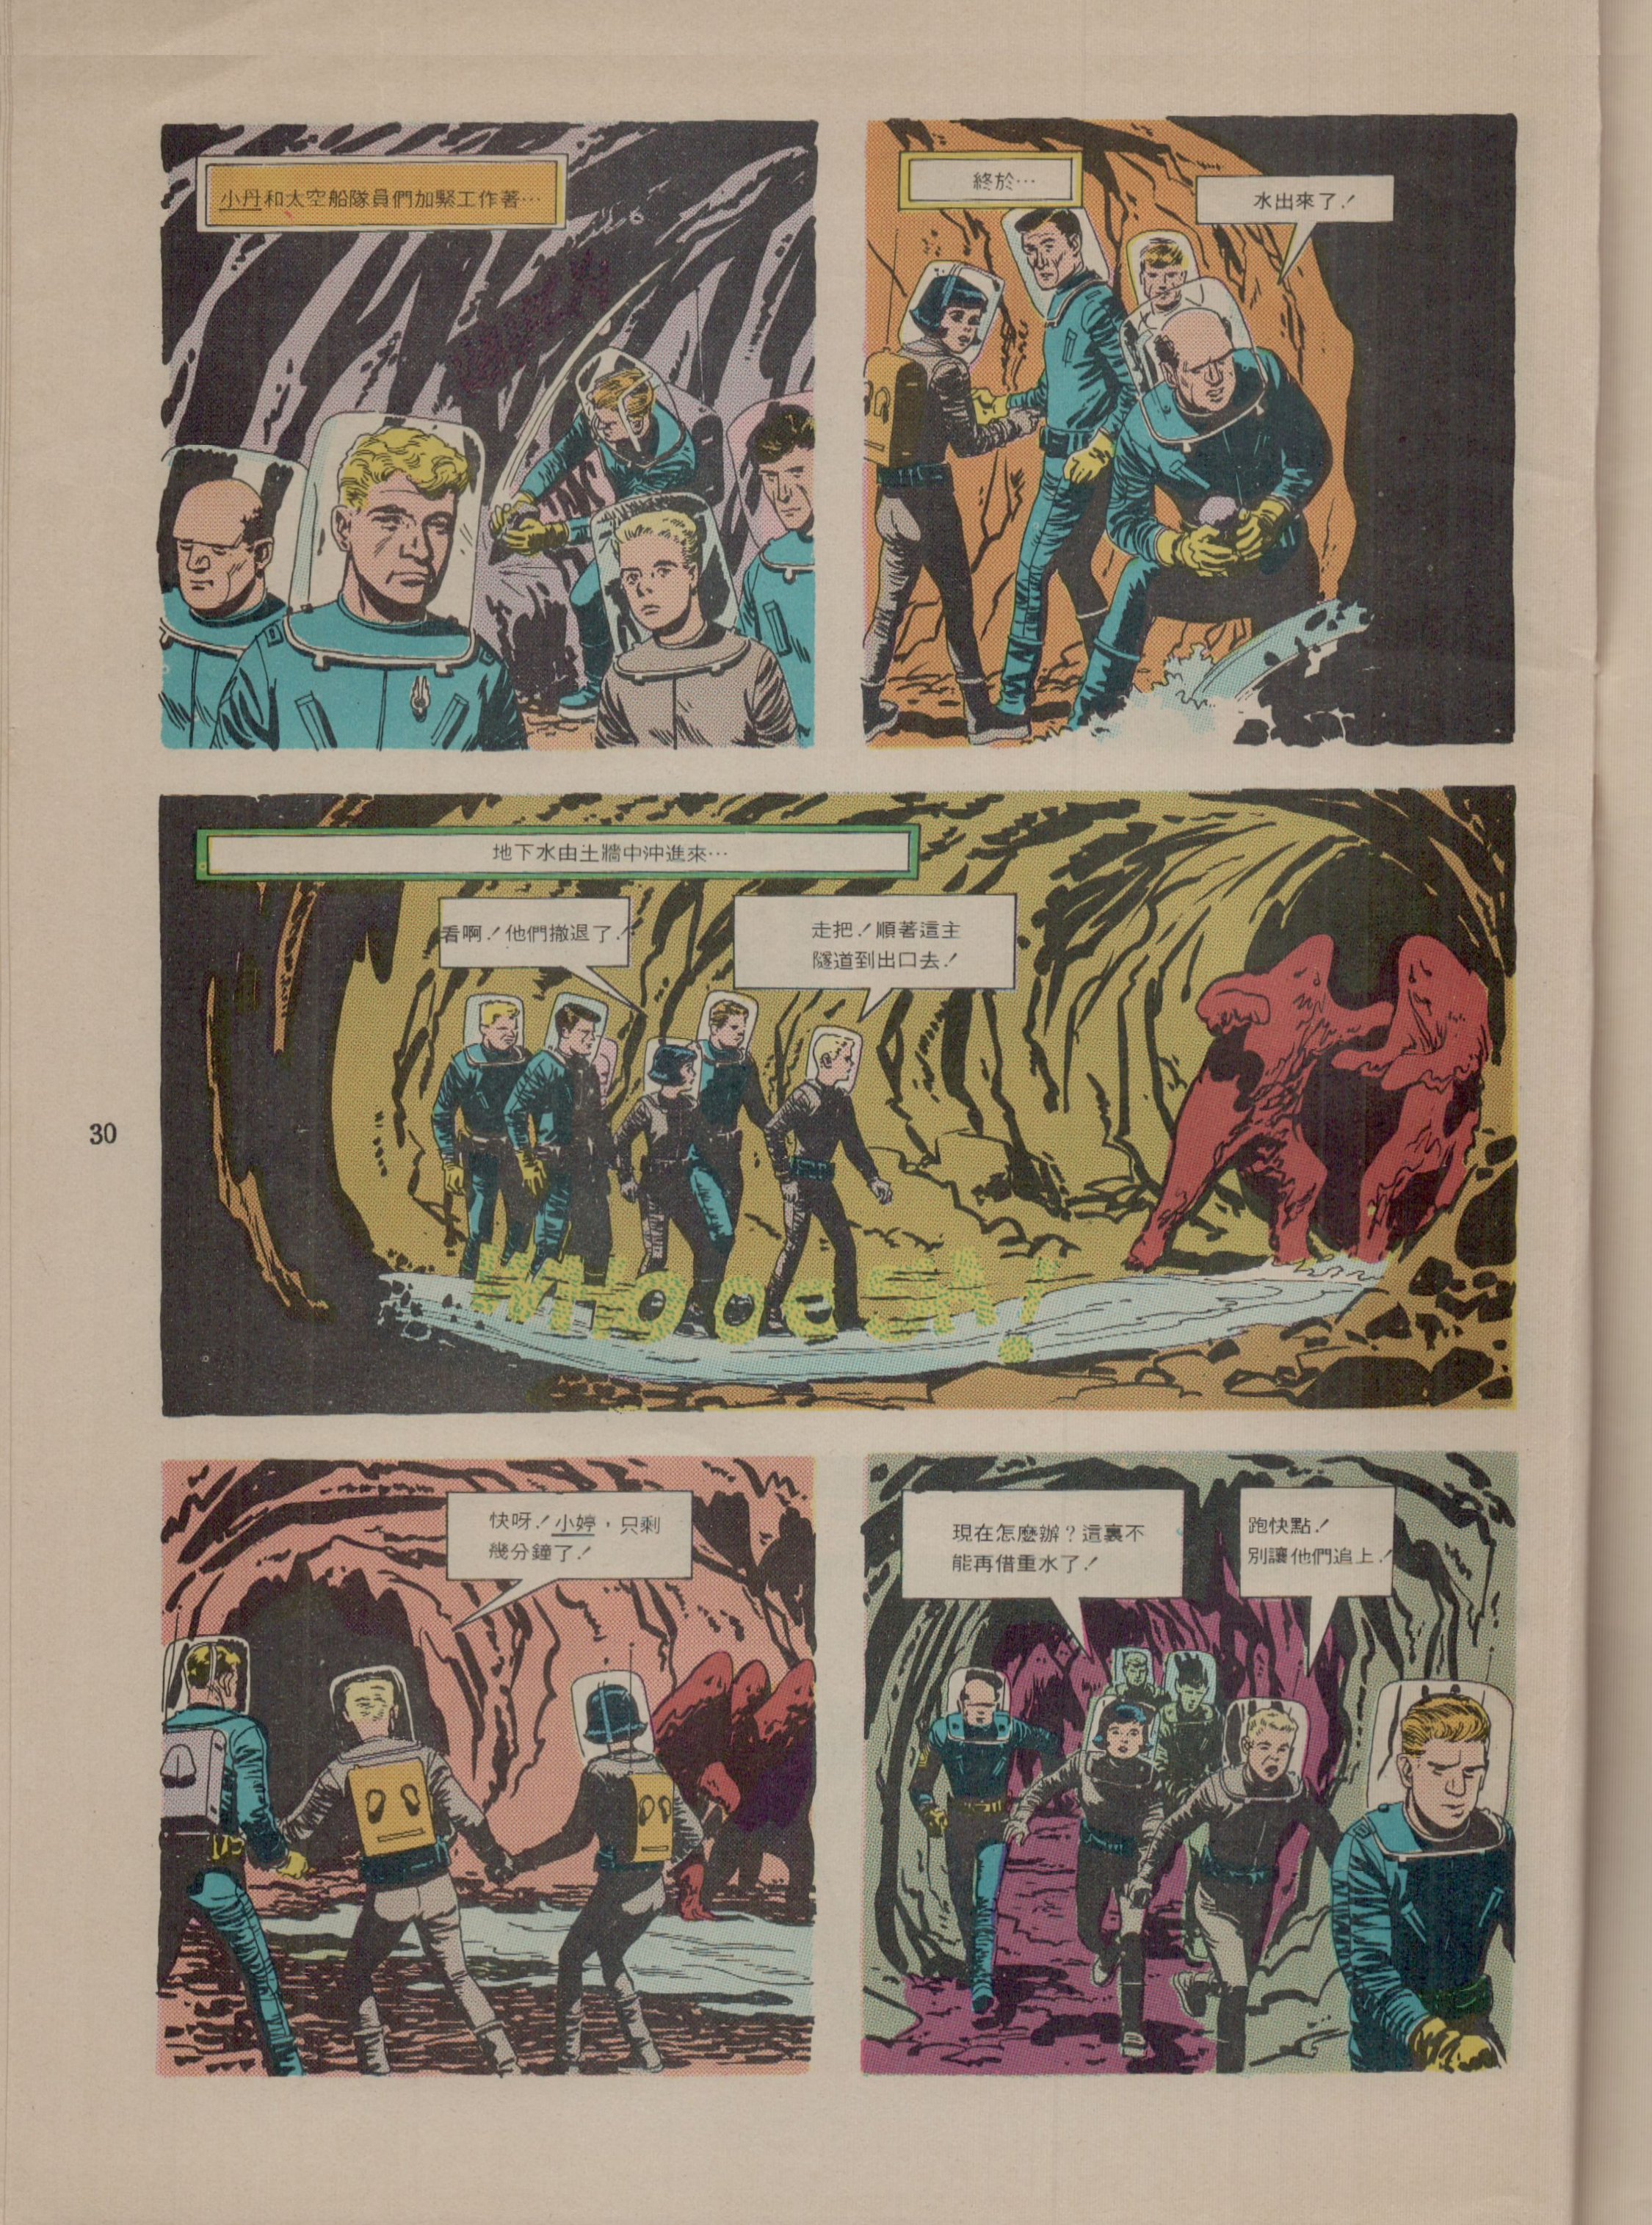 小丹和太空船隊員們加緊工作著…
終於…
水出來了！
地下水由土牆中沖進來…
看啊！他們撤退了！
走把！順著這主
隧道到出口去！
WHOOOSH!
30
快呀！小婷，只剩
幾分鐘了！
現在怎麼辦？這裏不
能再借重水了！
跑快點！
別讓他們追上！